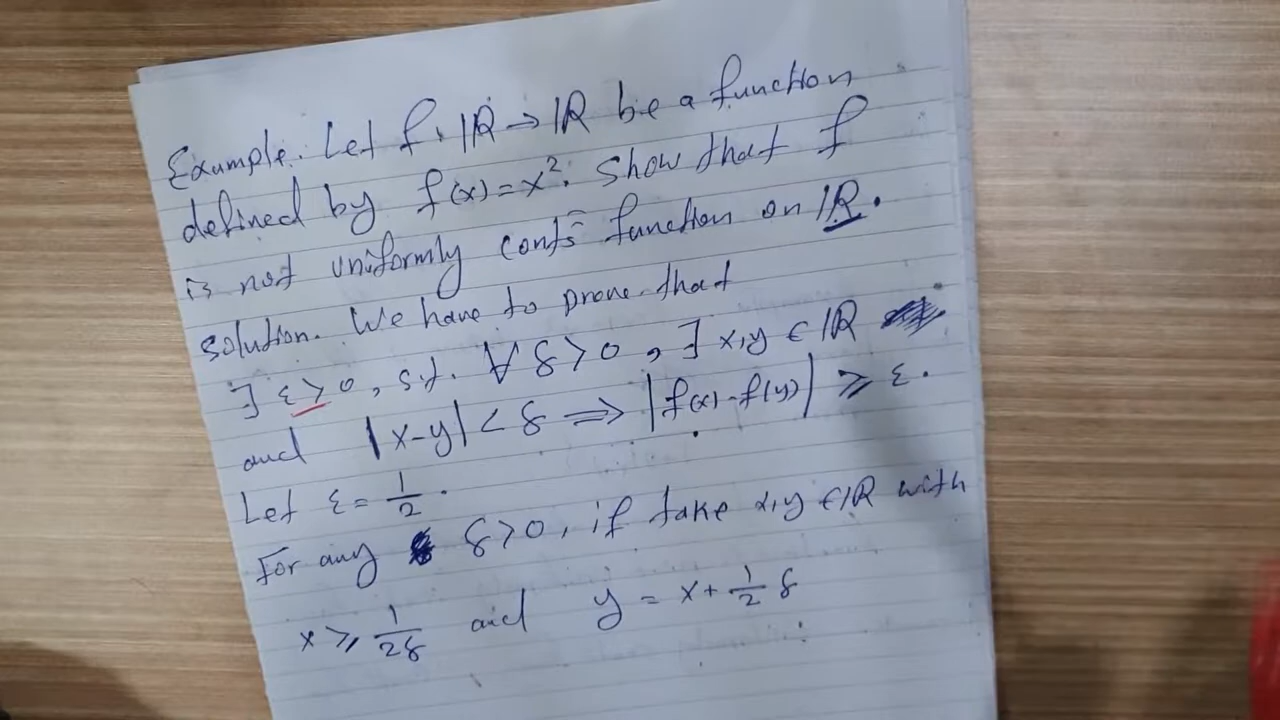 Example. Let f: ℝ → ℝ be a function
defined by f(x) = x². Show that f
is not uniformly conts function on ℝ.
Solution. We have to prove that
∃ ε > 0, s.t. ∀ δ > 0, ∃ x,y ∈ ℝ
and |x-y| < δ ⇒ |f(x)-f(y)| ≥ ε.
Let ε = 1/2.
For any δ > 0, if take x,y ∈ ℝ with
x ≥ 1/2δ and y = x + 1/2 δ